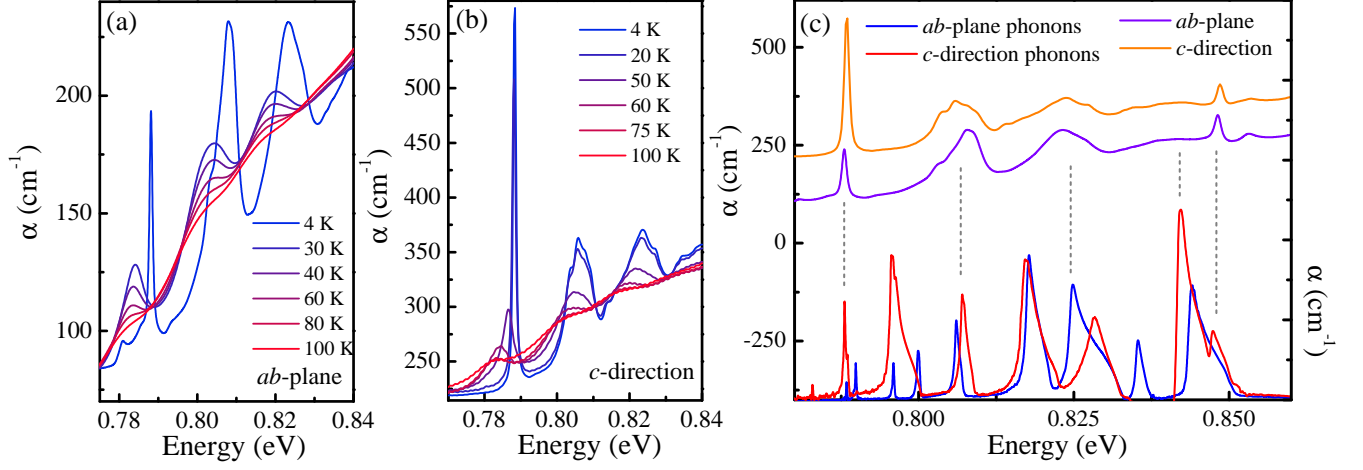 (a)
α (cm⁻¹)
200
150
100
4 K
30 K
40 K
60 K
80 K
100 K
ab-plane
0.78 0.80 0.82 0.84
Energy (eV)
(b)
α (cm⁻¹)
550
500
450
400
350
300
250
4 K
20 K
50 K
60 K
75 K
100 K
c-direction
0.78 0.80 0.82 0.84
Energy (eV)
(c)
ab-plane phonons
c-direction phonons
ab-plane
c-direction
α (cm⁻¹)
500
250
0
-250
α (cm⁻¹)
0.800 0.825 0.850
Energy (eV)